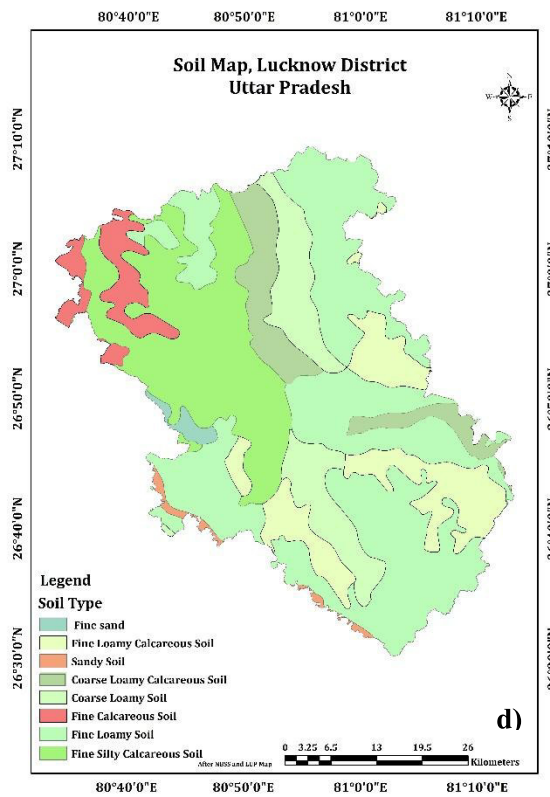 80°40'0"E 80°50'0"E 81°0'0"E 81°10'0"E
Soil Map, Lucknow District
Uttar Pradesh
N
W E
S
27°10'0"N
27°0'0"N
26°50'0"N
26°40'0"N
26°30'0"N
Legend
Soil Type
Fine sand
Fine Loamy Calcareous Soil
Sandy Soil
Coarse Loamy Calcareous Soil
Coarse Loamy Soil
Fine Calcareous Soil
Fine Loamy Soil
Fine Silty Calcareous Soil
d)
0 3.25 6.5 13 19.5 26
Kilometers
After NBSS and LUP Map
80°40'0"E 80°50'0"E 81°0'0"E 81°10'0"E